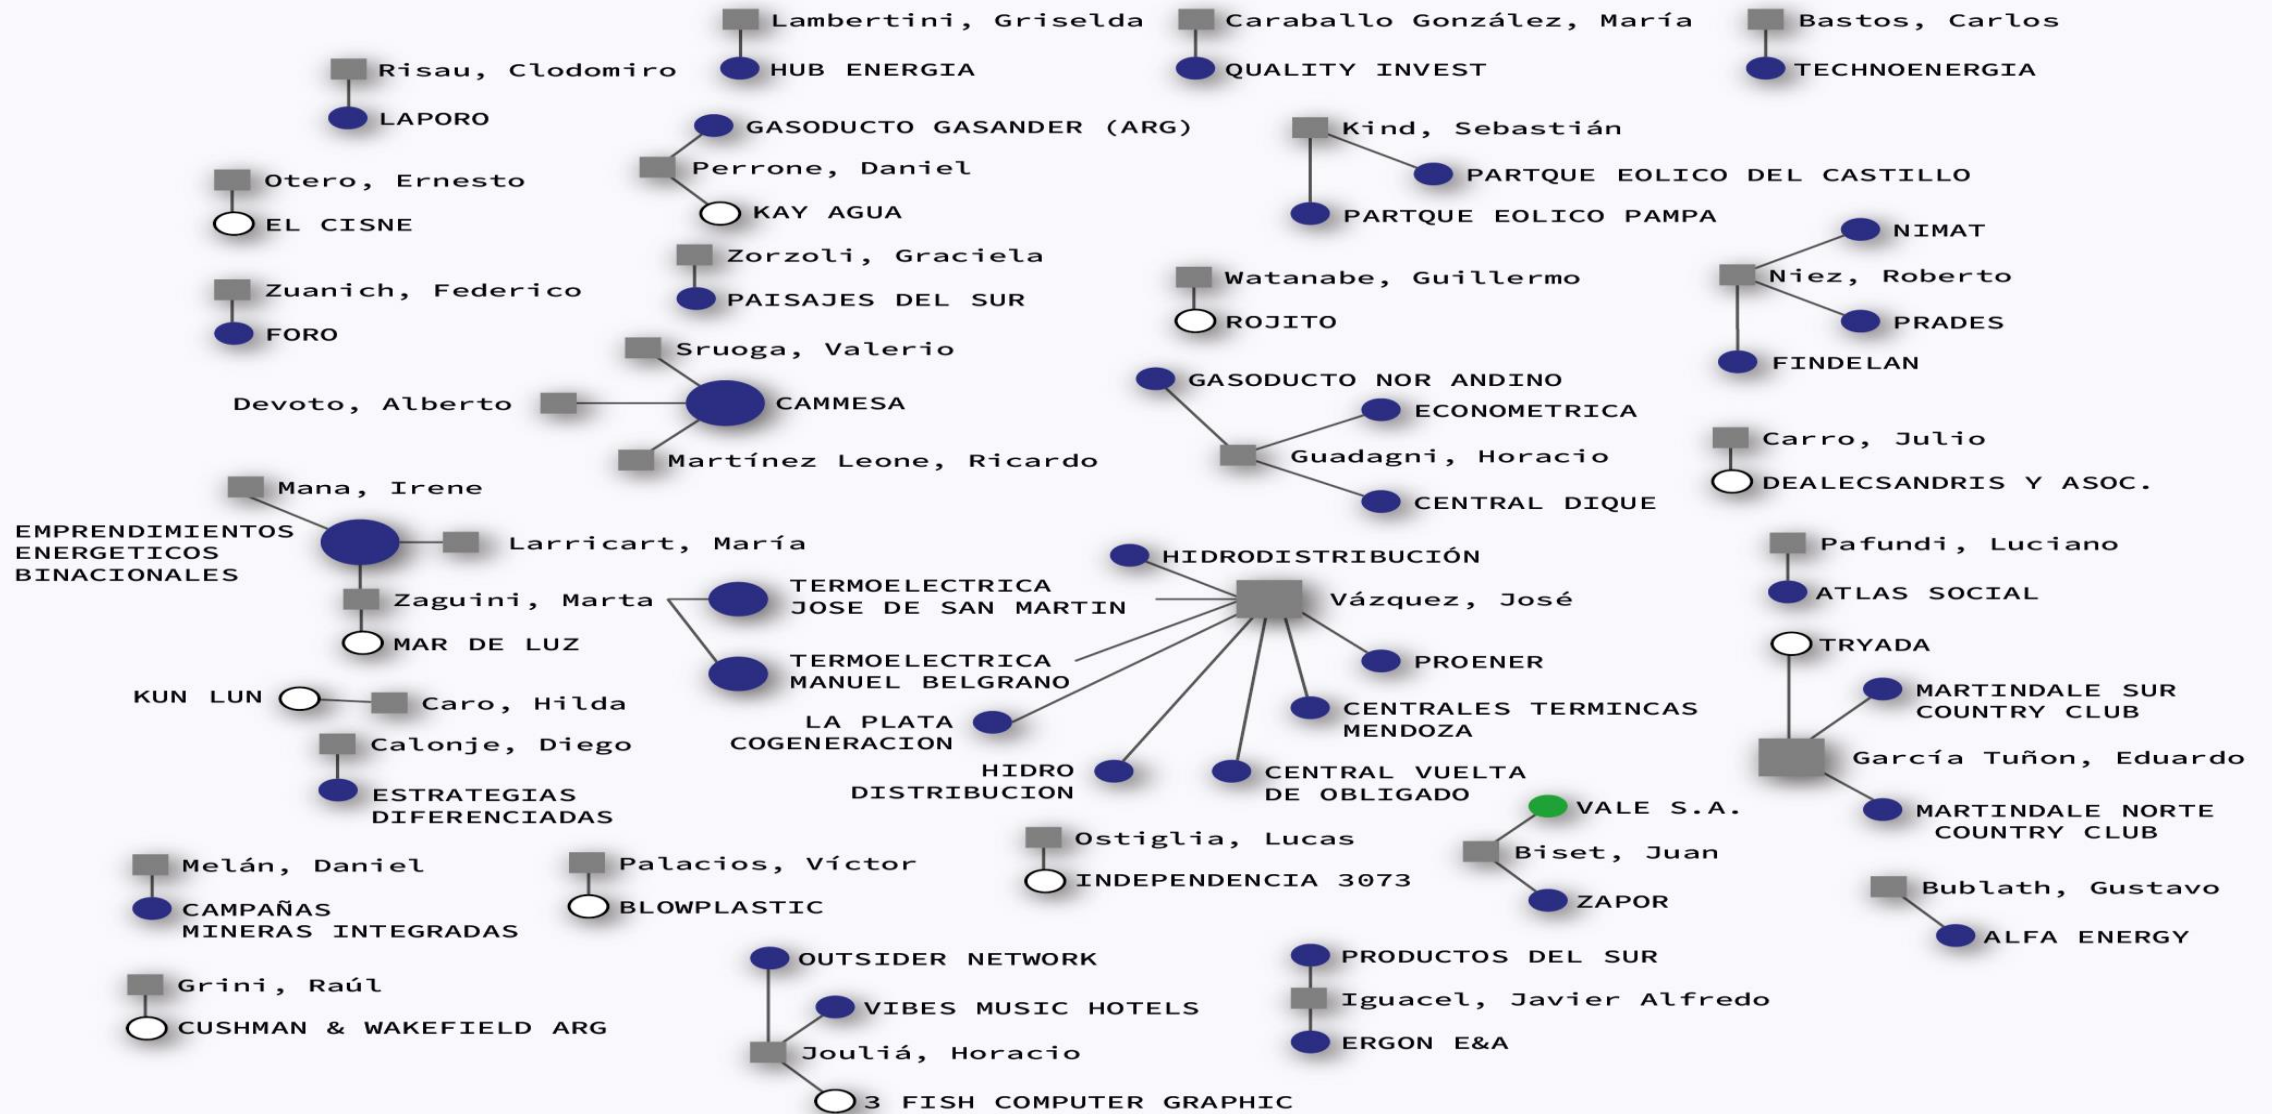 Lambertini, Griselda
HUB ENERGIA
Caraballo González, María
QUALITY INVEST
Bastos, Carlos
TECHNOENERGIA
Risau, Clodomiro
LAPORO
GASODUCTO GASANDER (ARG)
Perrone, Daniel
KAY AGUA
Kind, Sebastián
PARTQUE EOLICO DEL CASTILLO
PARTQUE EOLICO PAMPA
Otero, Ernesto
EL CISNE
NIMAT
Niez, Roberto
PRADES
FINDELAN
Zorzoli, Graciela
PAISAJES DEL SUR
Watanabe, Guillermo
ROJITO
Zuanich, Federico
FORO
Sruoga, Valerio
Devoto, Alberto
CAMMESA
Martínez Leone, Ricardo
GASODUCTO NOR ANDINO
ECONOMETRICA
Guadagni, Horacio
CENTRAL DIQUE
Carro, Julio
DEALECSANDRIS Y ASOC.
Mana, Irene
EMPRENDIMIENTOS
ENERGETICOS
BINACIONALES
Larricart, María
Zaguini, Marta
MAR DE LUZ
TERMOELECTRICA
JOSE DE SAN MARTIN
TERMOELECTRICA
MANUEL BELGRANO
HIDRODISTRIBUCIÓN
Vázquez, José
PROENER
CENTRALES TERMINCAS
MENDOZA
LA PLATA
COGENERACION
HIDRO
DISTRIBUCION
CENTRAL VUELTA
DE OBLIGADO
Pafundi, Luciano
ATLAS SOCIAL
TRYADA
MARTINDALE SUR
COUNTRY CLUB
García Tuñon, Eduardo
MARTINDALE NORTE
COUNTRY CLUB
KUN LUN
Caro, Hilda
Calonje, Diego
ESTRATEGIAS
DIFERENCIADAS
VALE S.A.
Biset, Juan
ZAPOR
Ostiglia, Lucas
INDEPENDENCIA 3073
Melán, Daniel
CAMPAÑAS
MINERAS INTEGRADAS
Palacios, Víctor
BLOWPLASTIC
Bublath, Gustavo
ALFA ENERGY
Grini, Raúl
CUSHMAN & WAKEFIELD ARG
OUTSIDER NETWORK
VIBES MUSIC HOTELS
Jouliá, Horacio
3 FISH COMPUTER GRAPHIC
PRODUCTOS DEL SUR
Iguacel, Javier Alfredo
ERGON E&A